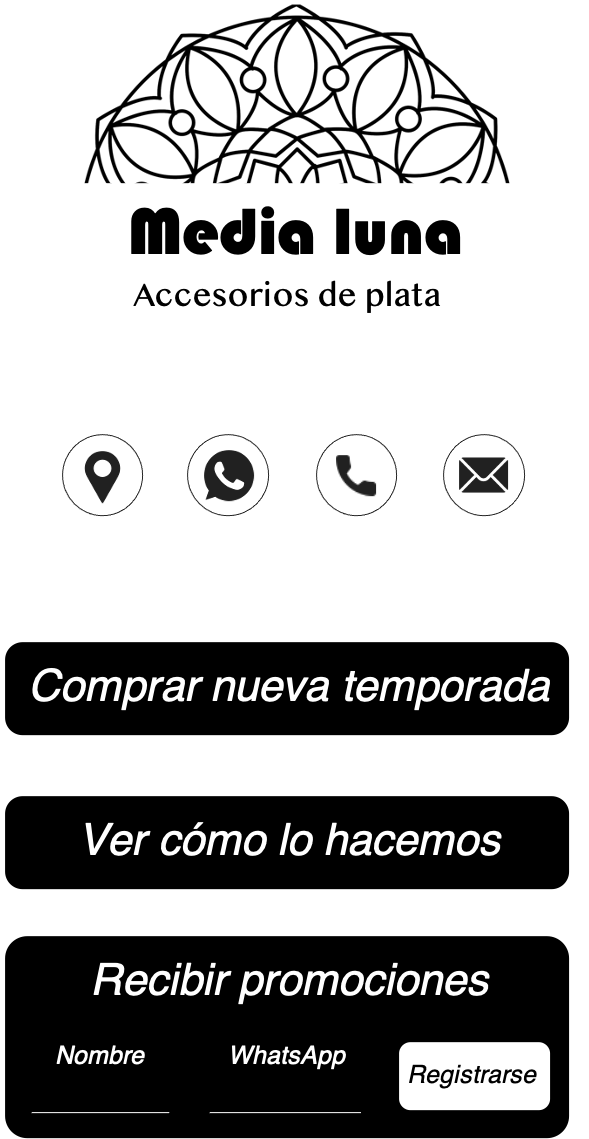 Media luna
Accesorios de plata
Comprar nueva temporada
Ver cómo lo hacemos
Recibir promociones
Nombre WhatsApp Registrarse